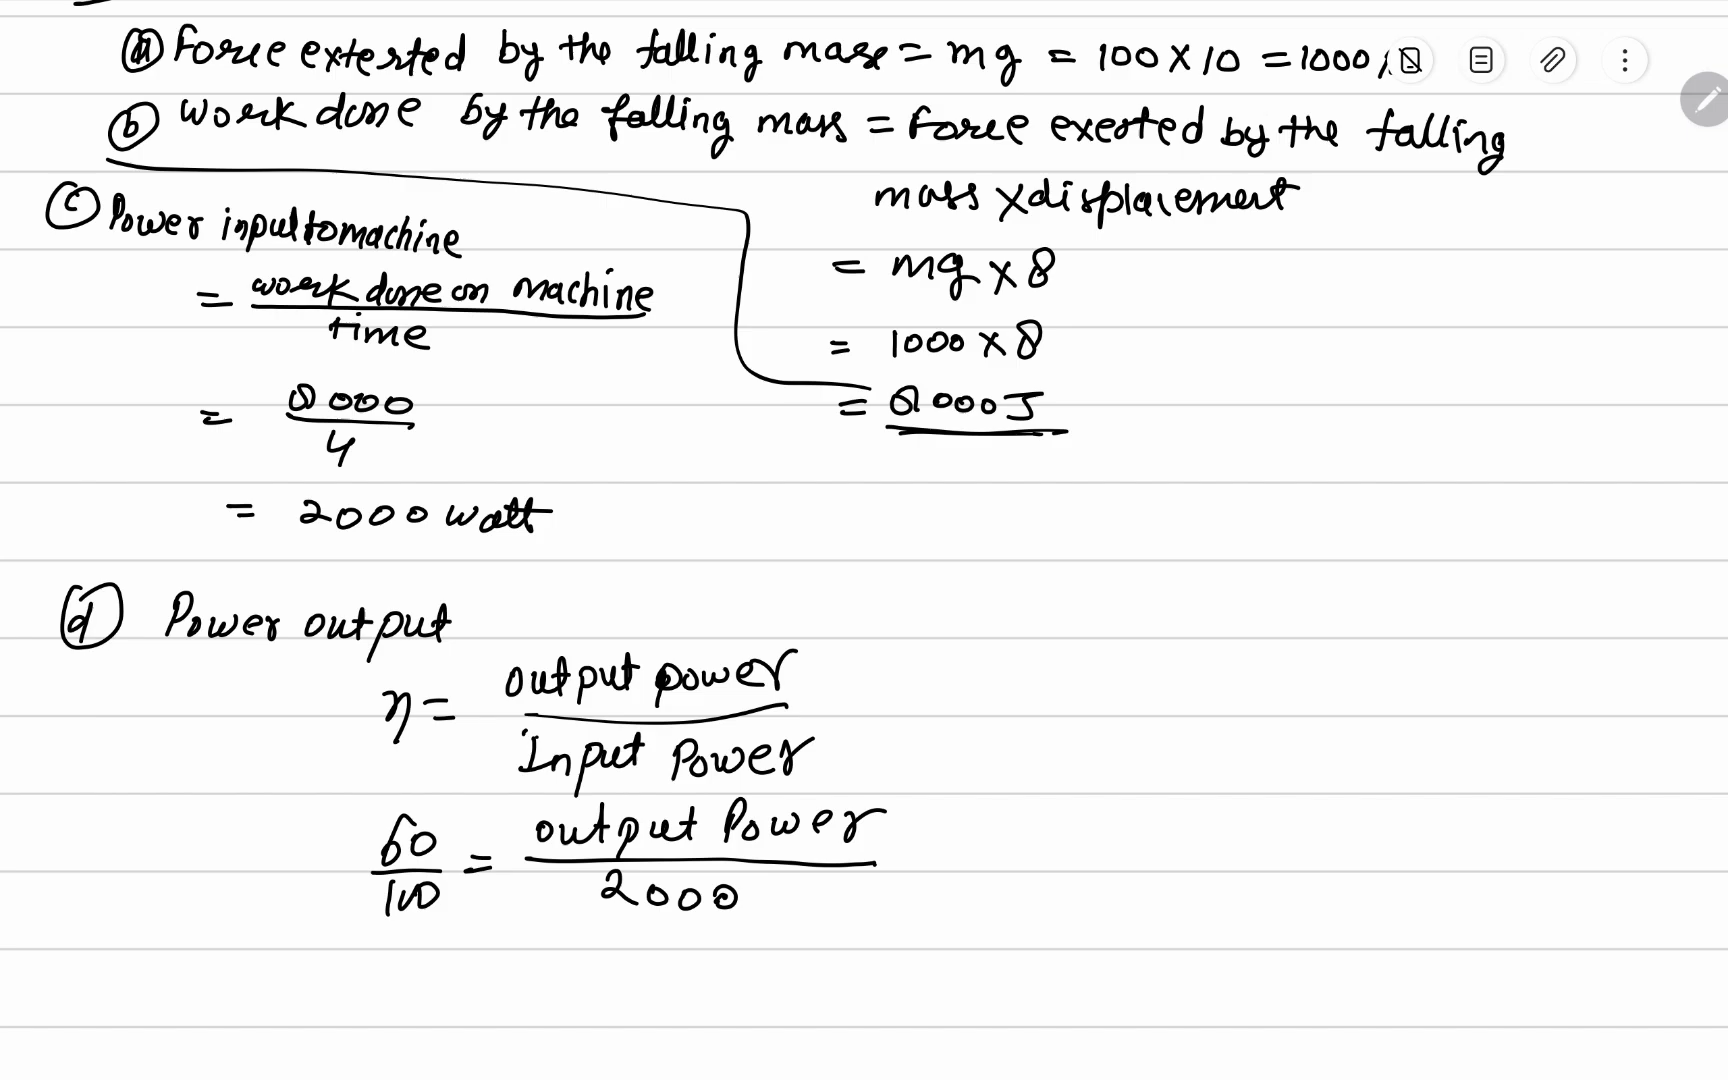 (a) Force exterted by the falling mass = mg = 100 X 10 = 1000
(b) work done by the falling mass = Force exerted by the falling
mass X displacement
= mg x 8
= 1000 x 8
= 8000 J
(c) Power input to machine
= work done on machine / time
= 8000 / 4
= 2000 watt
(d) Power output
η = output power / Input Power
60 / 100 = output Power / 2000